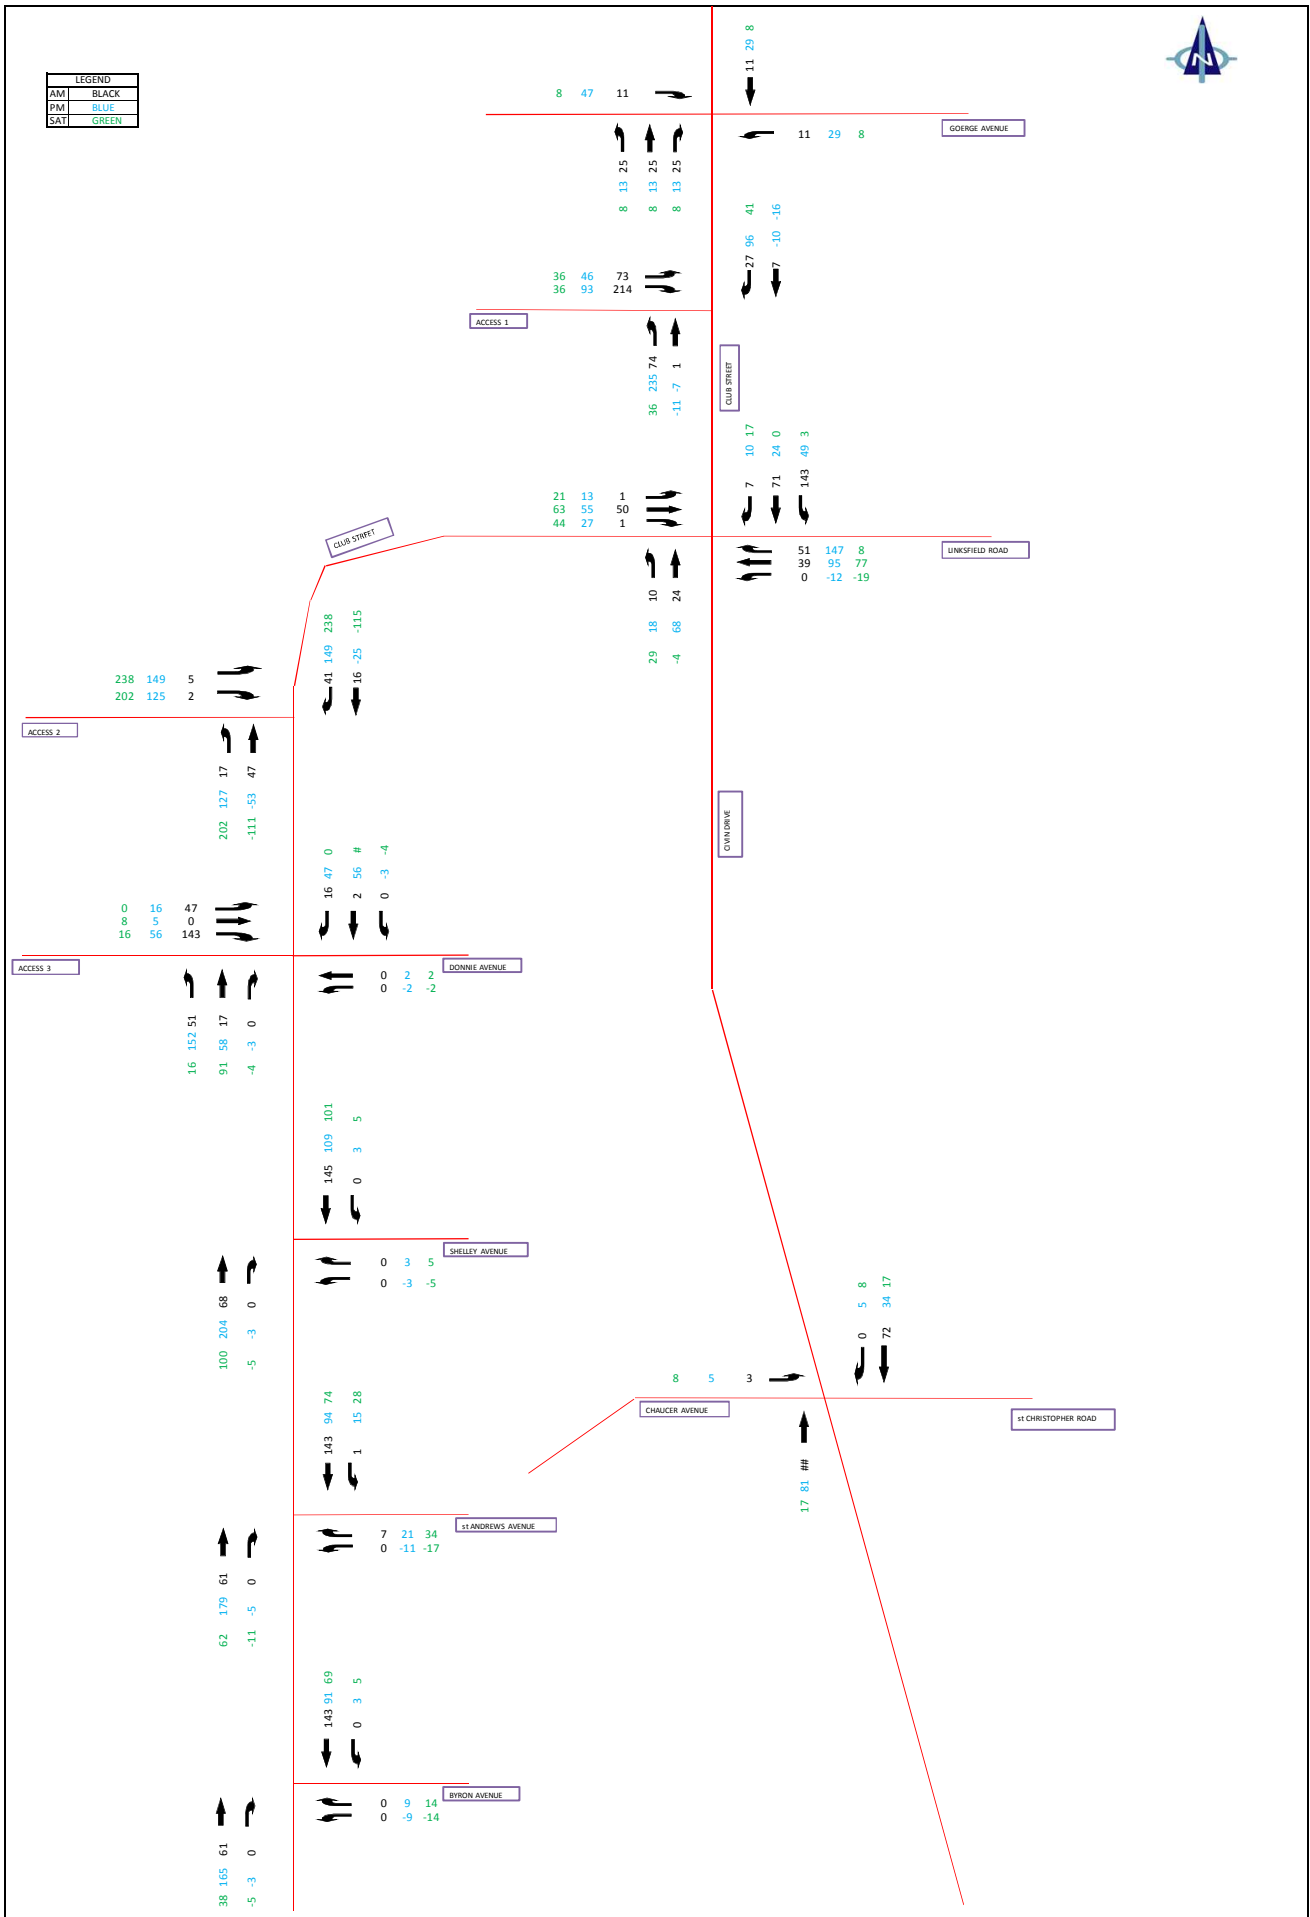 LEGEND
AM BLACK
PM BLUE
SAT GREEN
N
11 29 8
8 47 11
GOERGE AVENUE
11 29 8
8 13 25
8 13 25
8 13 25
27 96 41
7 -10 -16
36 46 73
36 93 214
ACCESS 1
36 235 74
-11 -7 1
CLUB STREET
7 10 17
71 24 0
143 49 3
21 13 1
63 55 50
44 27 1
CLUB STREET
LINKSFIELD ROAD
51 147 8
39 95 77
0 -12 -19
29 18 10
-4 68 24
41 149 238
16 -25 -115
238 149 5
202 125 2
ACCESS 2
202 127 17
-111 -53 47
CIVIN DRIVE
16 47 0
2 56 #
0 -3 -4
0 16 47
8 5 0
16 56 143
ACCESS 3
DONNIE AVENUE
0 2 2
0 -2 -2
16 152 51
91 58 17
-4 -3 0
145 109 101
0 3 5
SHELLEY AVENUE
0 3 5
0 -3 -5
100 204 68
-5 -3 0
0 5 8
72 34 17
8 5 3
CHAUCER AVENUE
st CHRISTOPHER ROAD
17 81 ##
143 94 74
1 15 28
st ANDREWS AVENUE
7 21 34
0 -11 -17
62 179 61
-11 -5 0
143 91 69
0 3 5
BYRON AVENUE
0 9 14
0 -9 -14
38 165 61
-5 -3 0